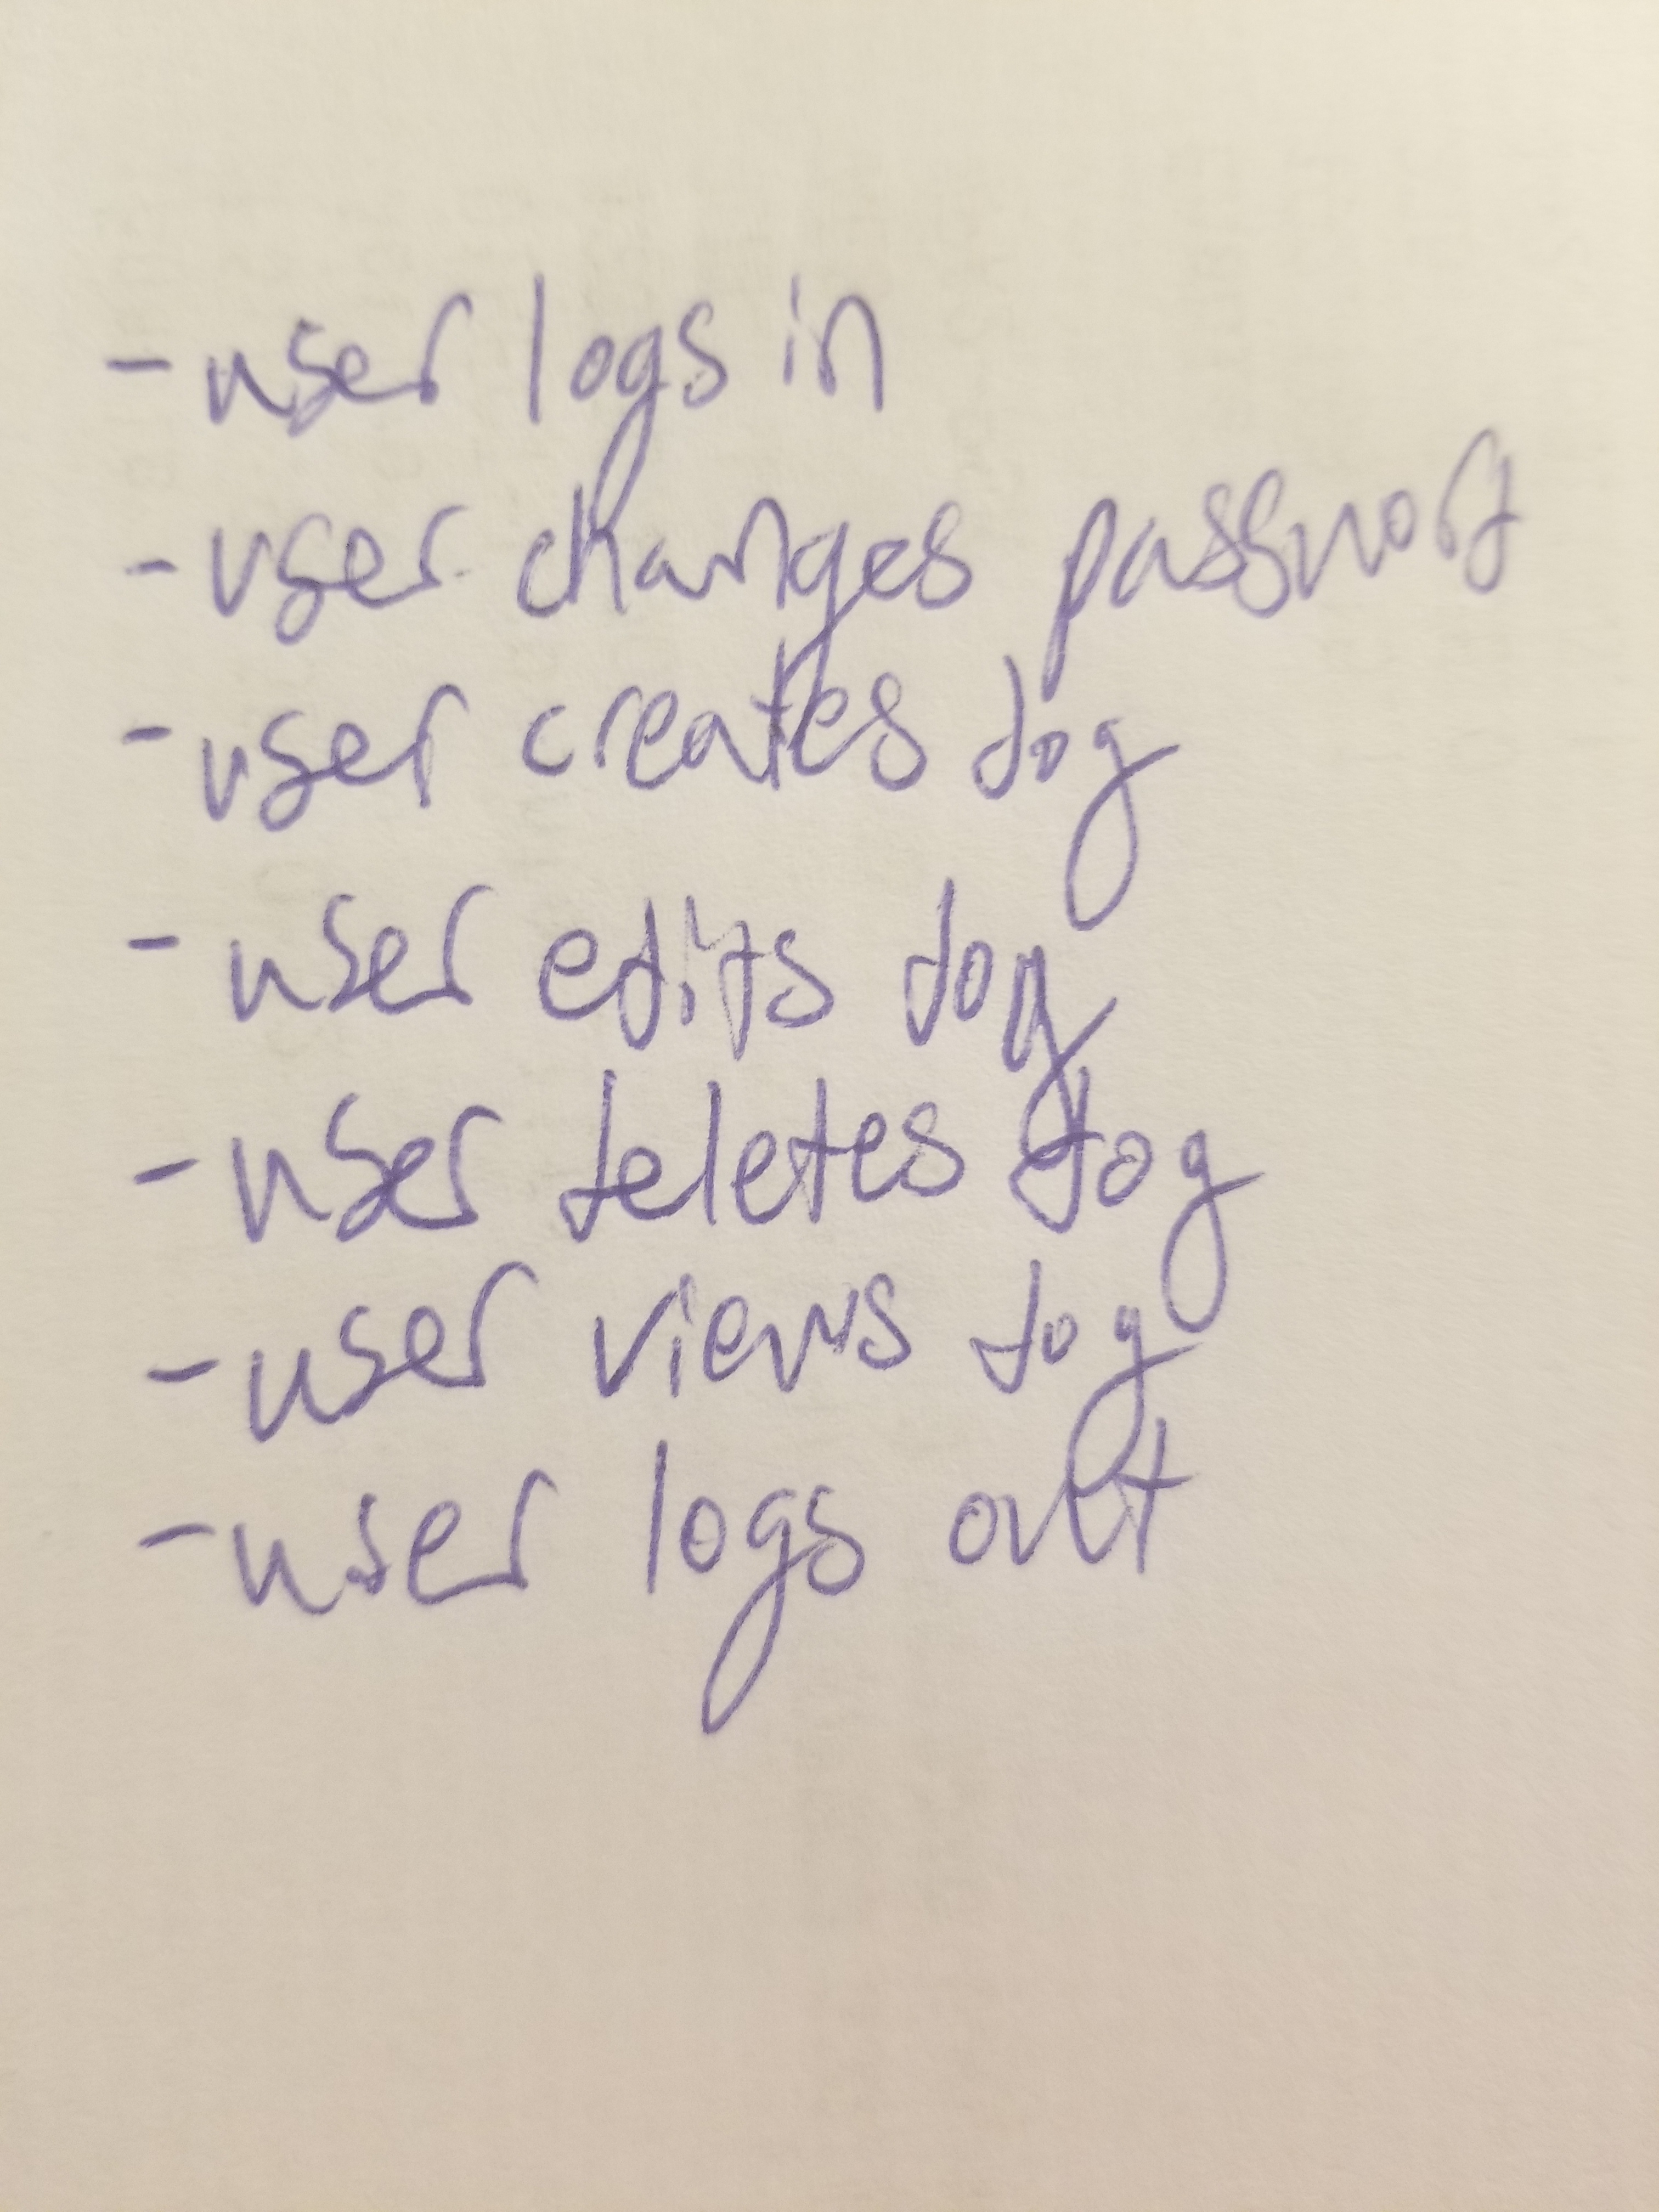 - user logs in
- user changes password
- user creates dog
- user edits dog
- user deletes dog
- user views dog
- user logs out